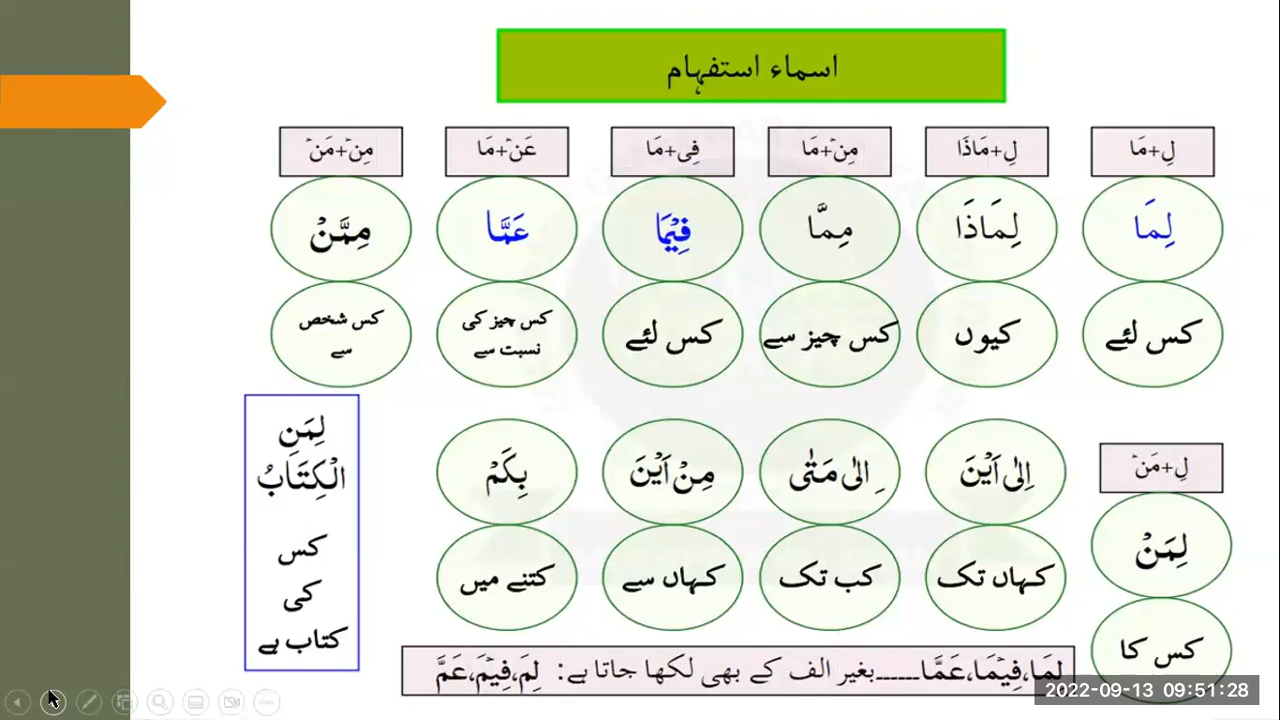 اسماء استفہام
لِ+مَا
لِ+مَاذَا
مِنۡ+مَا
فِی+مَا
عَنۡ+مَا
مِنۡ+مَنۡ
لِمَا
لِمَاذَا
مِمَّا
فِيْمَا
عَمَّا
مِمَّنْ
کس لئے
کیوں
کس چیز سے
کس لئے
کس چیز کی
نسبت سے
کس شخص
سے
لِ+مَنۡ
لِمَنْ
کس کا
اِلٰى اَيْنَ
اِلٰى مَتٰى
مِنْ اَيْنَ
بِكَمْ
کہاں تک
کب تک
کہاں سے
کتنے میں
لِمَنِ
الْكِتَابُ
کس
کی
کتاب ہے
لِمَا،فِيْمَا،عَمَّا-----بغیر الف کے بھی لکھا جاتا ہے: لِمَ،فِيْمَ،عَمَّ
2022-09-13 09:51:28